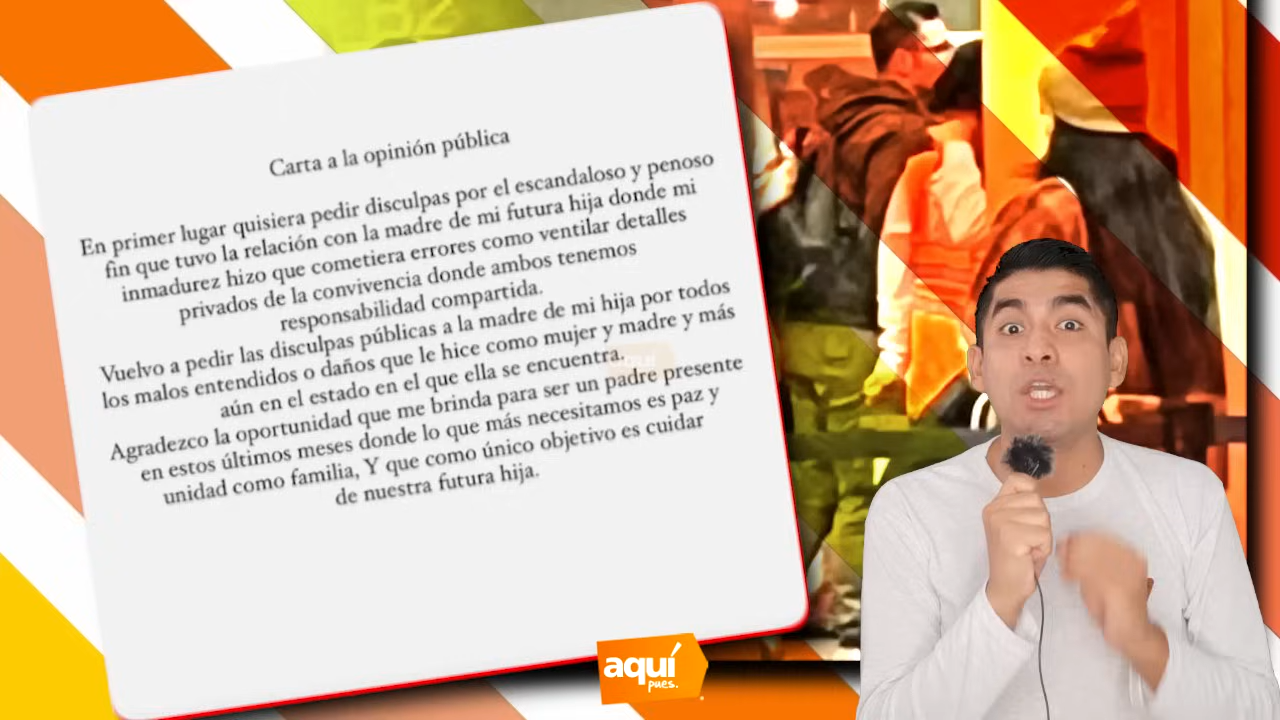 Carta a la opinión pública
En primer lugar quisiera pedir disculpas por el escandaloso y penoso
fin que tuvo la relación con la madre de mi futura hija donde mi
inmadurez hizo que cometiera errores como ventilar detalles
privados de la convivencia donde ambos tenemos
responsabilidad compartida.
Vuelvo a pedir las disculpas públicas a la madre de mi hija por todos
los malos entendidos o daños que le hice como mujer y madre y más
aún en el estado en el que ella se encuentra.
Agradezco la oportunidad que me brinda para ser un padre presente
en estos últimos meses donde lo que más necesitamos es paz y
unidad como familia, Y que como único objetivo es cuidar
de nuestra futura hija.
aquí
pues.